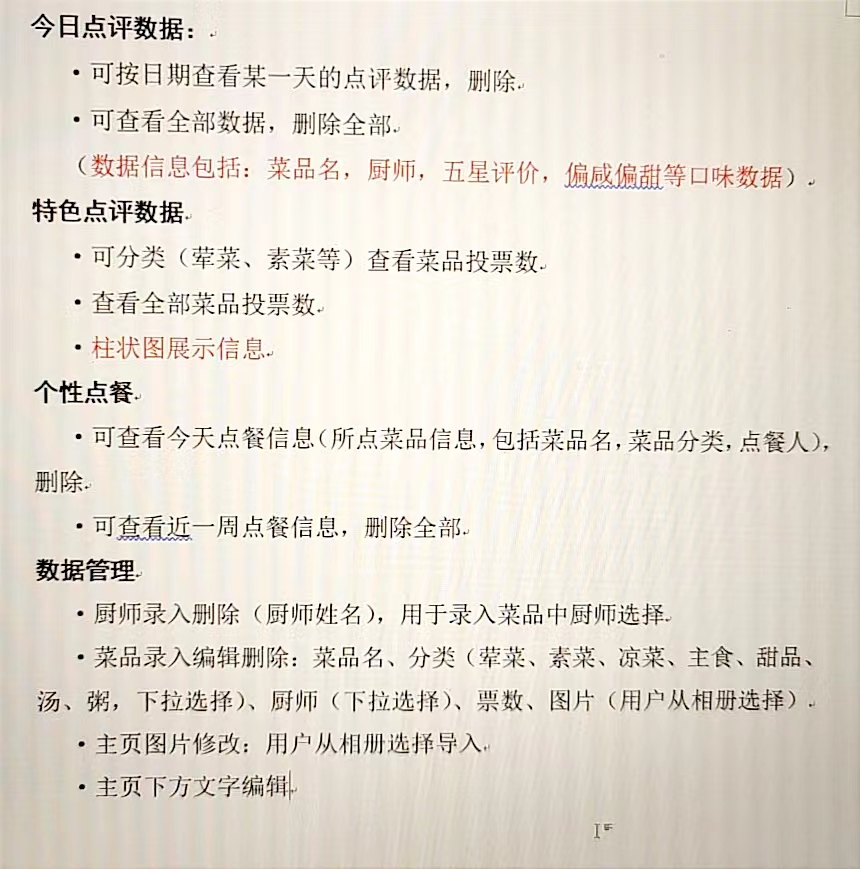 今日点评数据：
·可按日期查看某一天的点评数据，删除
·可查看全部数据，删除全部
（数据信息包括：菜品名，厨师，五星评价，偏咸偏甜等口味数据）
特色点评数据
·可分类（荤菜、素菜等）查看菜品投票数
·查看全部菜品投票数
·柱状图展示信息
个性点餐
·可查看今天点餐信息（所点菜品信息，包括菜品名，菜品分类，点餐人），
删除
·可查看近一周点餐信息，删除全部
数据管理
·厨师录入删除（厨师姓名），用于录入菜品中厨师选择
·菜品录入编辑删除：菜品名、分类（荤菜、素菜、凉菜、主食、甜品、
汤、粥，下拉选择）、厨师（下拉选择）、票数、图片（用户从相册选择）
·主页图片修改：用户从相册选择导入
·主页下方文字编辑